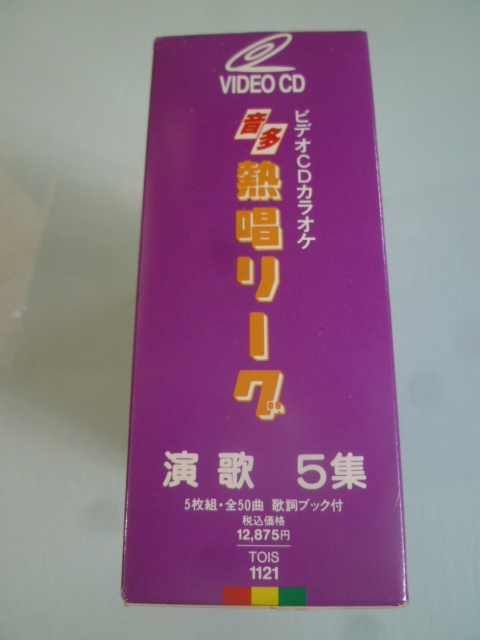 VIDEO CD
ビデオCDカラオケ
音多
熱唱リーグ
演歌 5集
5枚組・全50曲 歌詞ブック付
税込価格
12,875円
TOIS
1121